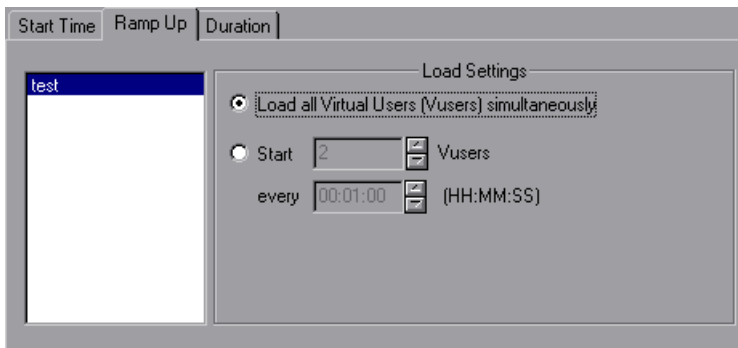 Start Time Ramp Up Duration
test
Load Settings
Load all Virtual Users (Vusers) simultaneously
Start 2 Vusers
every 00:01:00 (HH:MM:SS)